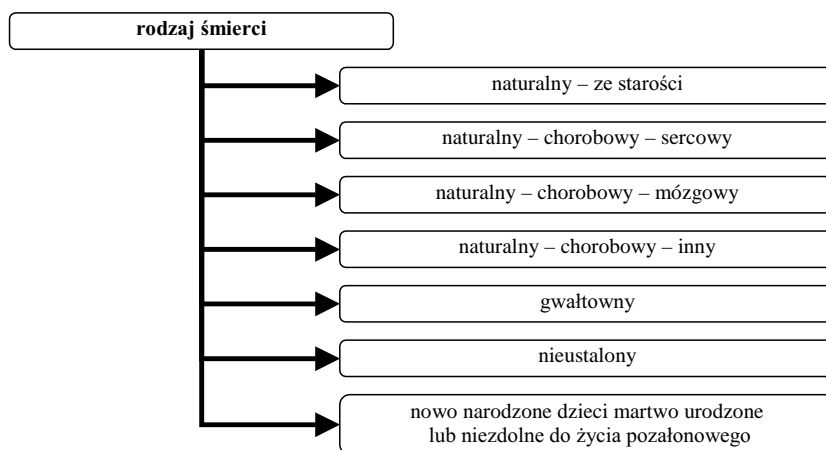 rodzaj śmierci
naturalny – ze starości
naturalny – chorobowy – sercowy
naturalny – chorobowy – mózgowy
naturalny – chorobowy – inny
gwałtowny
nieustalony
nowo narodzone dzieci martwo urodzone
lub niezdolne do życia pozałonowego